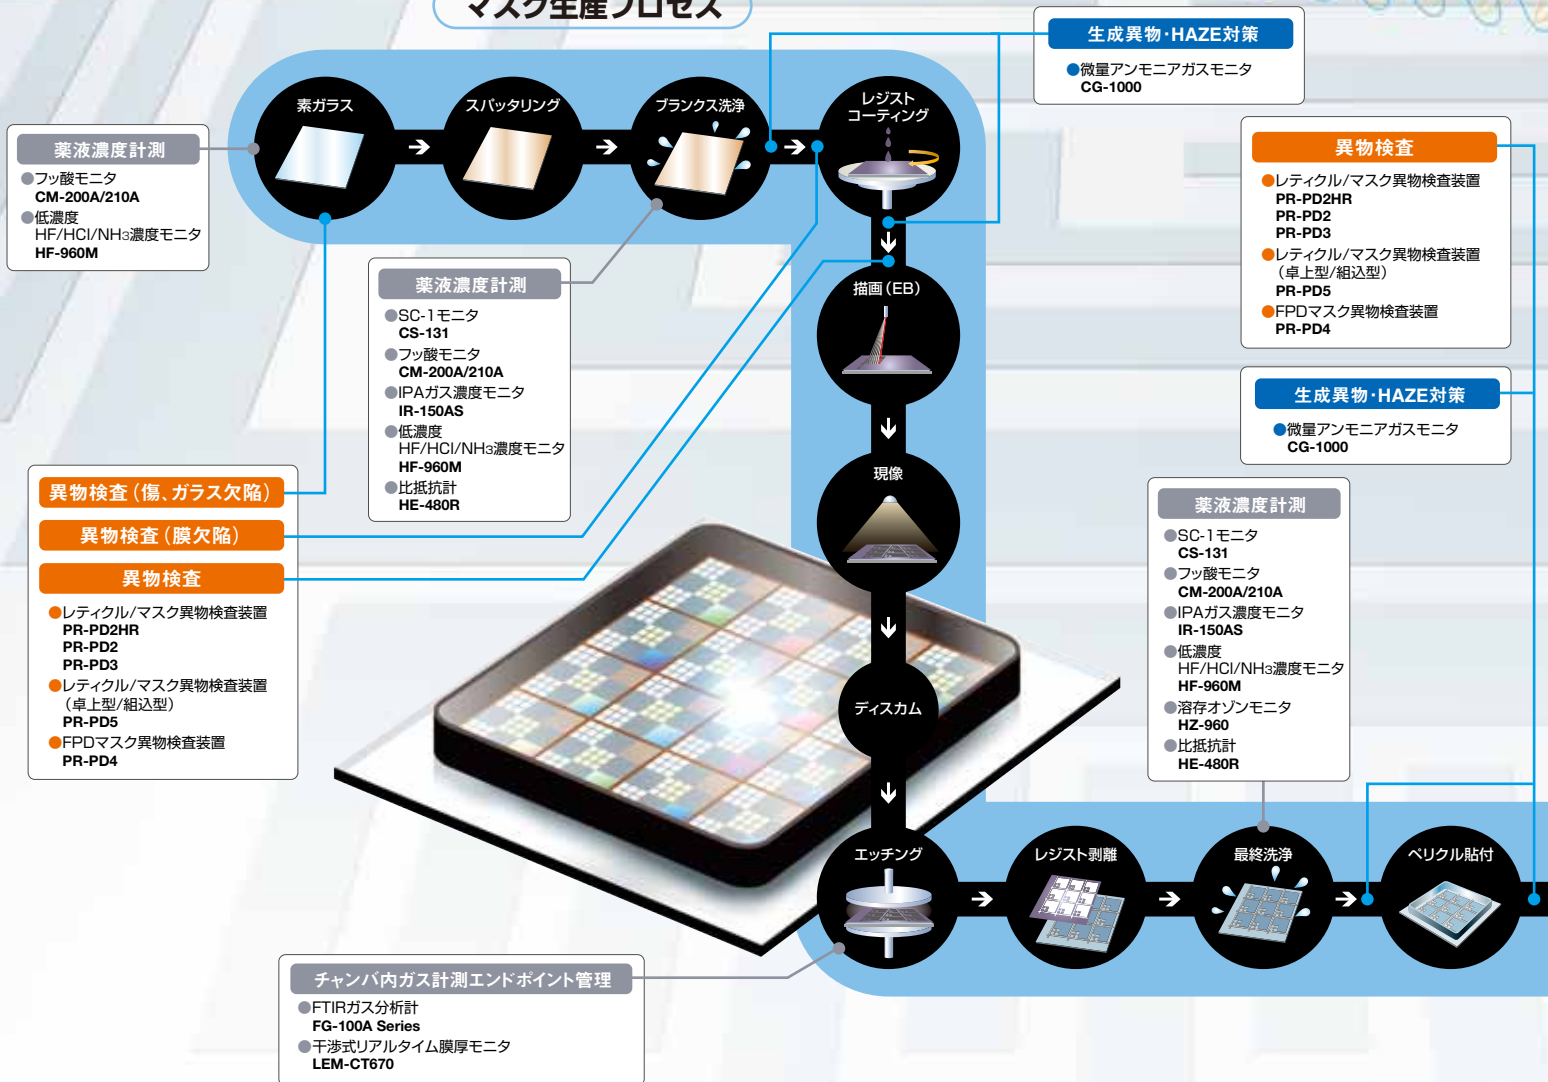 マスク生産プロセス
素ガラス
スパッタリング
ブランクス洗浄
レジスト
コーティング
描画（EB）
現像
ディスカム
エッチング
レジスト剥離
最終洗浄
ペリクル貼付
薬液濃度計測
●フッ酸モニタ
CM-200A/210A
●低濃度
HF/HCl/NH3濃度モニタ
HF-960M
薬液濃度計測
●SC-1モニタ
CS-131
●フッ酸モニタ
CM-200A/210A
●IPAガス濃度モニタ
IR-150AS
●低濃度
HF/HCl/NH3濃度モニタ
HF-960M
●比抵抗計
HE-480R
生成異物・HAZE対策
●微量アンモニアガスモニタ
CG-1000
異物検査（傷、ガラス欠陥）
異物検査（膜欠陥）
異物検査
●レティクル/マスク異物検査装置
PR-PD2HR
PR-PD2
PR-PD3
●レティクル/マスク異物検査装置
（卓上型/組込型）
PR-PD5
●FPDマスク異物検査装置
PR-PD4
チャンバ内ガス計測エンドポイント管理
●FTIRガス分析計
FG-100A Series
●干渉式リアルタイム膜厚モニタ
LEM-CT670
異物検査
●レティクル/マスク異物検査装置
PR-PD2HR
PR-PD2
PR-PD3
●レティクル/マスク異物検査装置
（卓上型/組込型）
PR-PD5
●FPDマスク異物検査装置
PR-PD4
生成異物・HAZE対策
●微量アンモニアガスモニタ
CG-1000
薬液濃度計測
●SC-1モニタ
CS-131
●フッ酸モニタ
CM-200A/210A
●IPAガス濃度モニタ
IR-150AS
●低濃度
HF/HCl/NH3濃度モニタ
HF-960M
●溶存オゾンモニタ
HZ-960
●比抵抗計
HE-480R